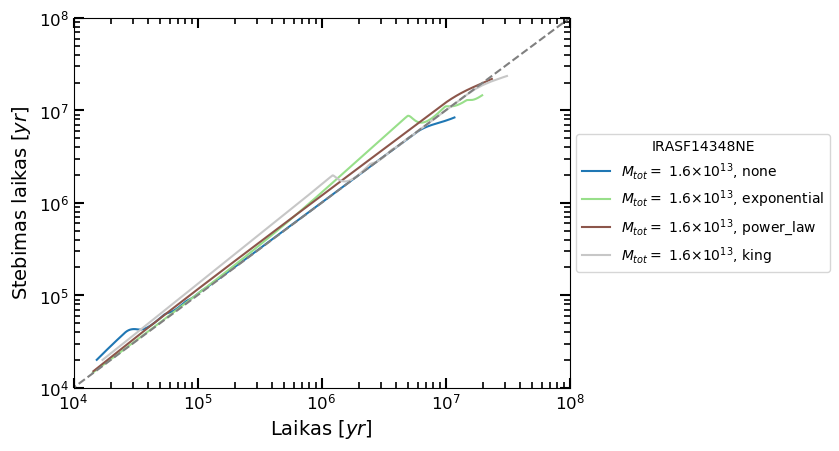 10^8
10^7
10^6
10^5
10^4
Stebimas laikas [yr]
10^4 10^5 10^6 10^7 10^8
Laikas [yr]
IRASF14348NE
M_tot = 1.6×10^13, none
M_tot = 1.6×10^13, exponential
M_tot = 1.6×10^13, power_law
M_tot = 1.6×10^13, king